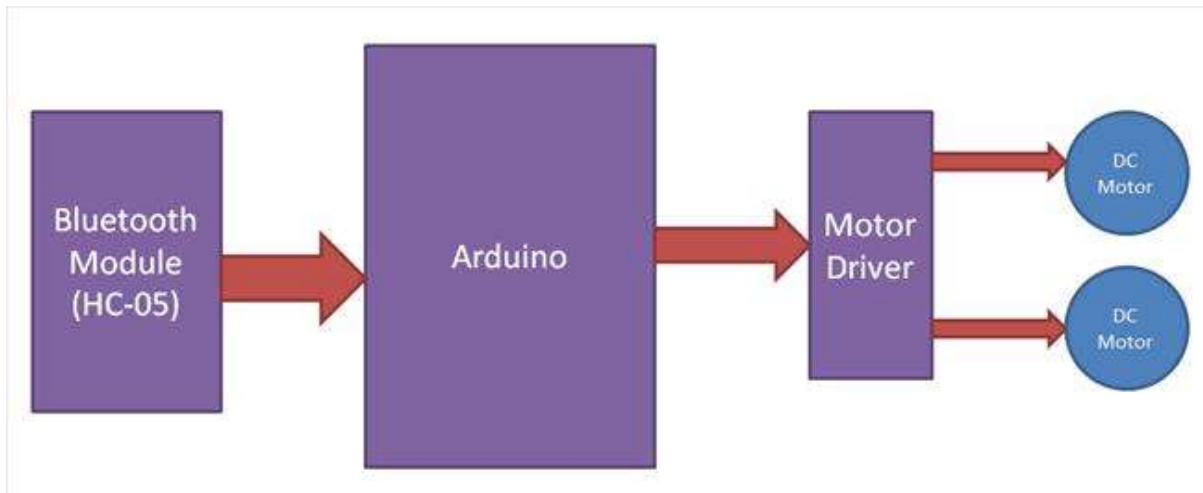 Bluetooth
Module
(HC-05)
Arduino
Motor
Driver
DC
Motor
DC
Motor